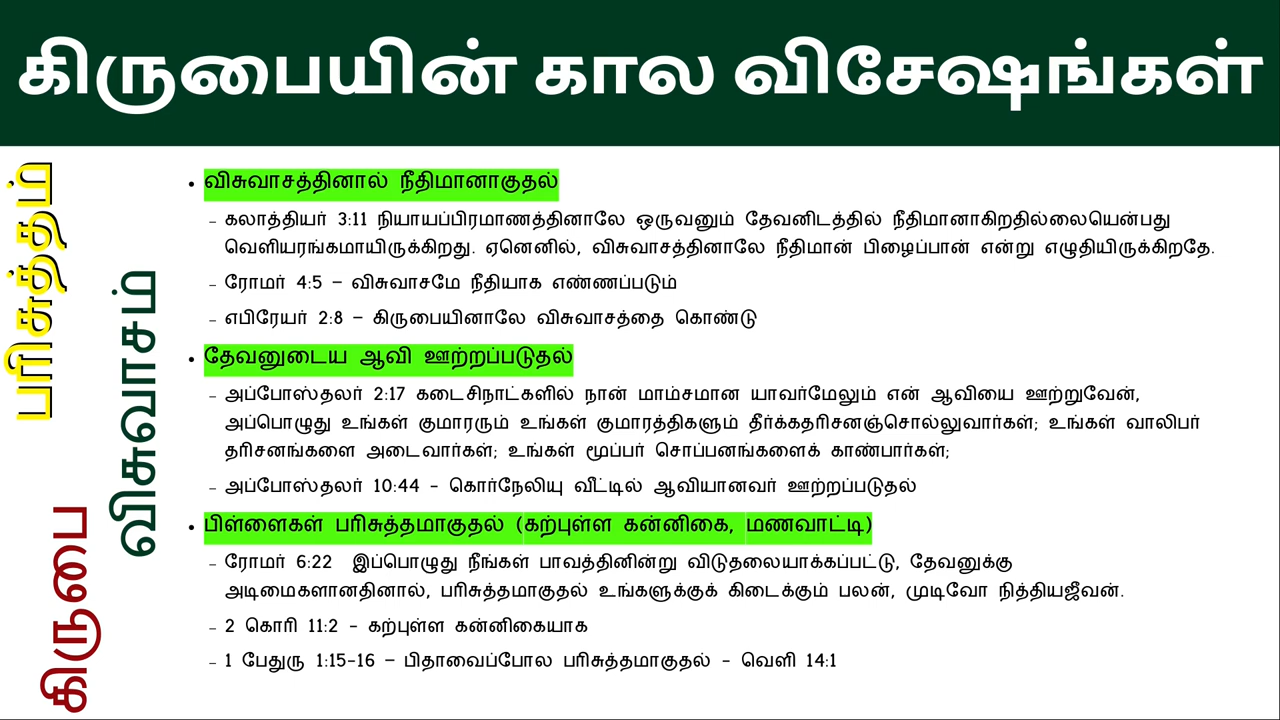 கிருபையின் கால விசேஷங்கள்
பரிசுத்தம்
விசுவாசம்
கிருபை
• விசுவாசத்தினால் நீதிமானாகுதல்
– கலாத்தியர் 3:11 நியாயப்பிரமாணத்தினாலே ஒருவனும் தேவனிடத்தில் நீதிமானாகிறதில்லையென்பது
வெளியரங்கமாயிருக்கிறது. ஏனெனில், விசுவாசத்தினாலே நீதிமான் பிழைப்பான் என்று எழுதியிருக்கிறதே.
– ரோமர் 4:5 – விசுவாசமே நீதியாக எண்ணப்படும்
– எபிரேயர் 2:8 – கிருபையினாலே விசுவாசத்தை கொண்டு
• தேவனுடைய ஆவி ஊற்றப்படுதல்
– அப்போஸ்தலர் 2:17 கடைசிநாட்களில் நான் மாம்சமான யாவர்மேலும் என் ஆவியை ஊற்றுவேன்,
அப்பொழுது உங்கள் குமாரரும் உங்கள் குமாரத்திகளும் தீர்க்கதரிசனஞ்சொல்லுவார்கள்; உங்கள் வாலிபர்
தரிசனங்களை அடைவார்கள்; உங்கள் மூப்பர் சொப்பனங்களைக் காண்பார்கள்;
– அப்போஸ்தலர் 10:44 – கொர்நேலியு வீட்டில் ஆவியானவர் ஊற்றப்படுதல்
• பிள்ளைகள் பரிசுத்தமாகுதல் (கற்புள்ள கன்னிகை, மணவாட்டி)
– ரோமர் 6:22 இப்பொழுது நீங்கள் பாவத்தினின்று விடுதலையாக்கப்பட்டு, தேவனுக்கு
அடிமைகளானதினால், பரிசுத்தமாகுதல் உங்களுக்குக் கிடைக்கும் பலன், முடிவோ நித்தியஜீவன்.
– 2 கொரி 11:2 – கற்புள்ள கன்னிகையாக
– 1 பேதுரு 1:15-16 – பிதாவைப்போல பரிசுத்தமாகுதல் – வெளி 14:1